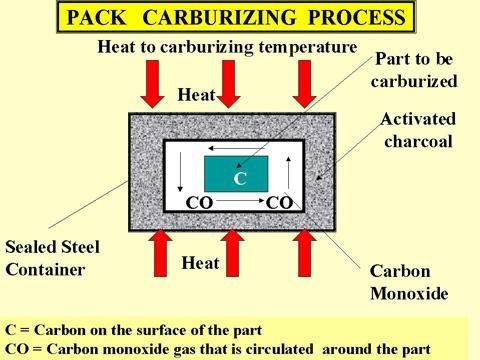 PACK CARBURIZING PROCESS
Heat to carburizing temperature
Part to be
carburized
Heat
Activated
charcoal
C
CO CO
Sealed Steel
Container
Heat
Carbon
Monoxide
C = Carbon on the surface of the part
CO = Carbon monoxide gas that is circulated around the part